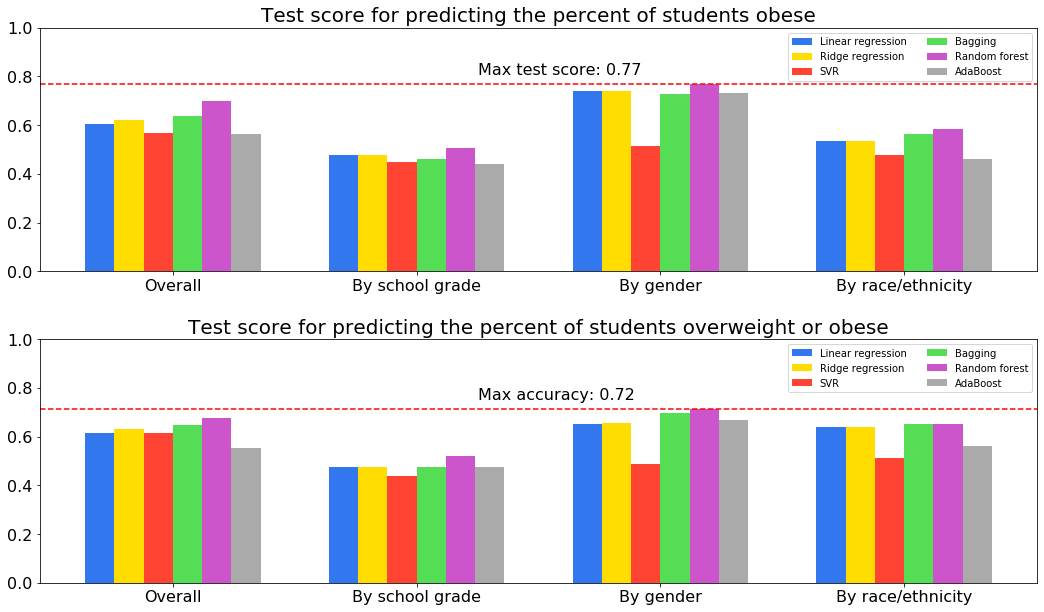 Test score for predicting the percent of students obese
1.0
0.8
0.6
0.4
0.2
0.0
Max test score: 0.77
Linear regression
Ridge regression
SVR
Bagging
Random forest
AdaBoost
Overall
By school grade
By gender
By race/ethnicity
Test score for predicting the percent of students overweight or obese
1.0
0.8
0.6
0.4
0.2
0.0
Max accuracy: 0.72
Linear regression
Ridge regression
SVR
Bagging
Random forest
AdaBoost
Overall
By school grade
By gender
By race/ethnicity